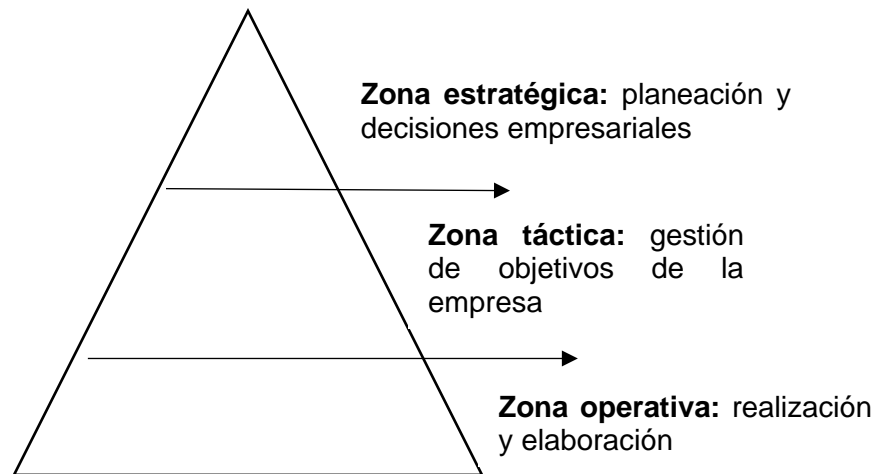 Zona estratégica: planeación y
decisiones empresariales
Zona táctica: gestión
de objetivos de la
empresa
Zona operativa: realización
y elaboración